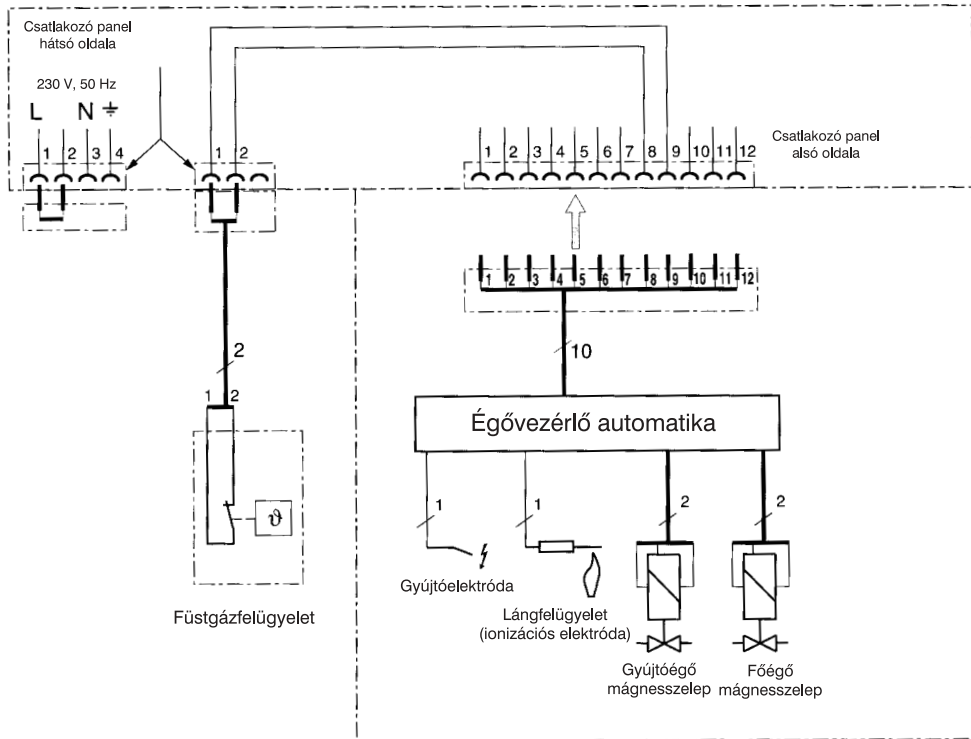 Csatlakozó panel
hátsó oldala
230 V, 50 Hz
L N
1 2 3 4
1 2
1 2 3 4 5 6 7 8 9 10 11 12
Csatlakozó panel
alsó oldala
1 2 3 4 5 6 7 8 9 10 11 12
2
10
1 2
Égővezérlő automatika
ϑ
1
1
2
2
Gyújtóelektróda
Füstgázfelügyelet
Lángfelügyelet
(ionizációs elektróda)
Gyújtóégő
mágnesszelep
Főégő
mágnesszelep